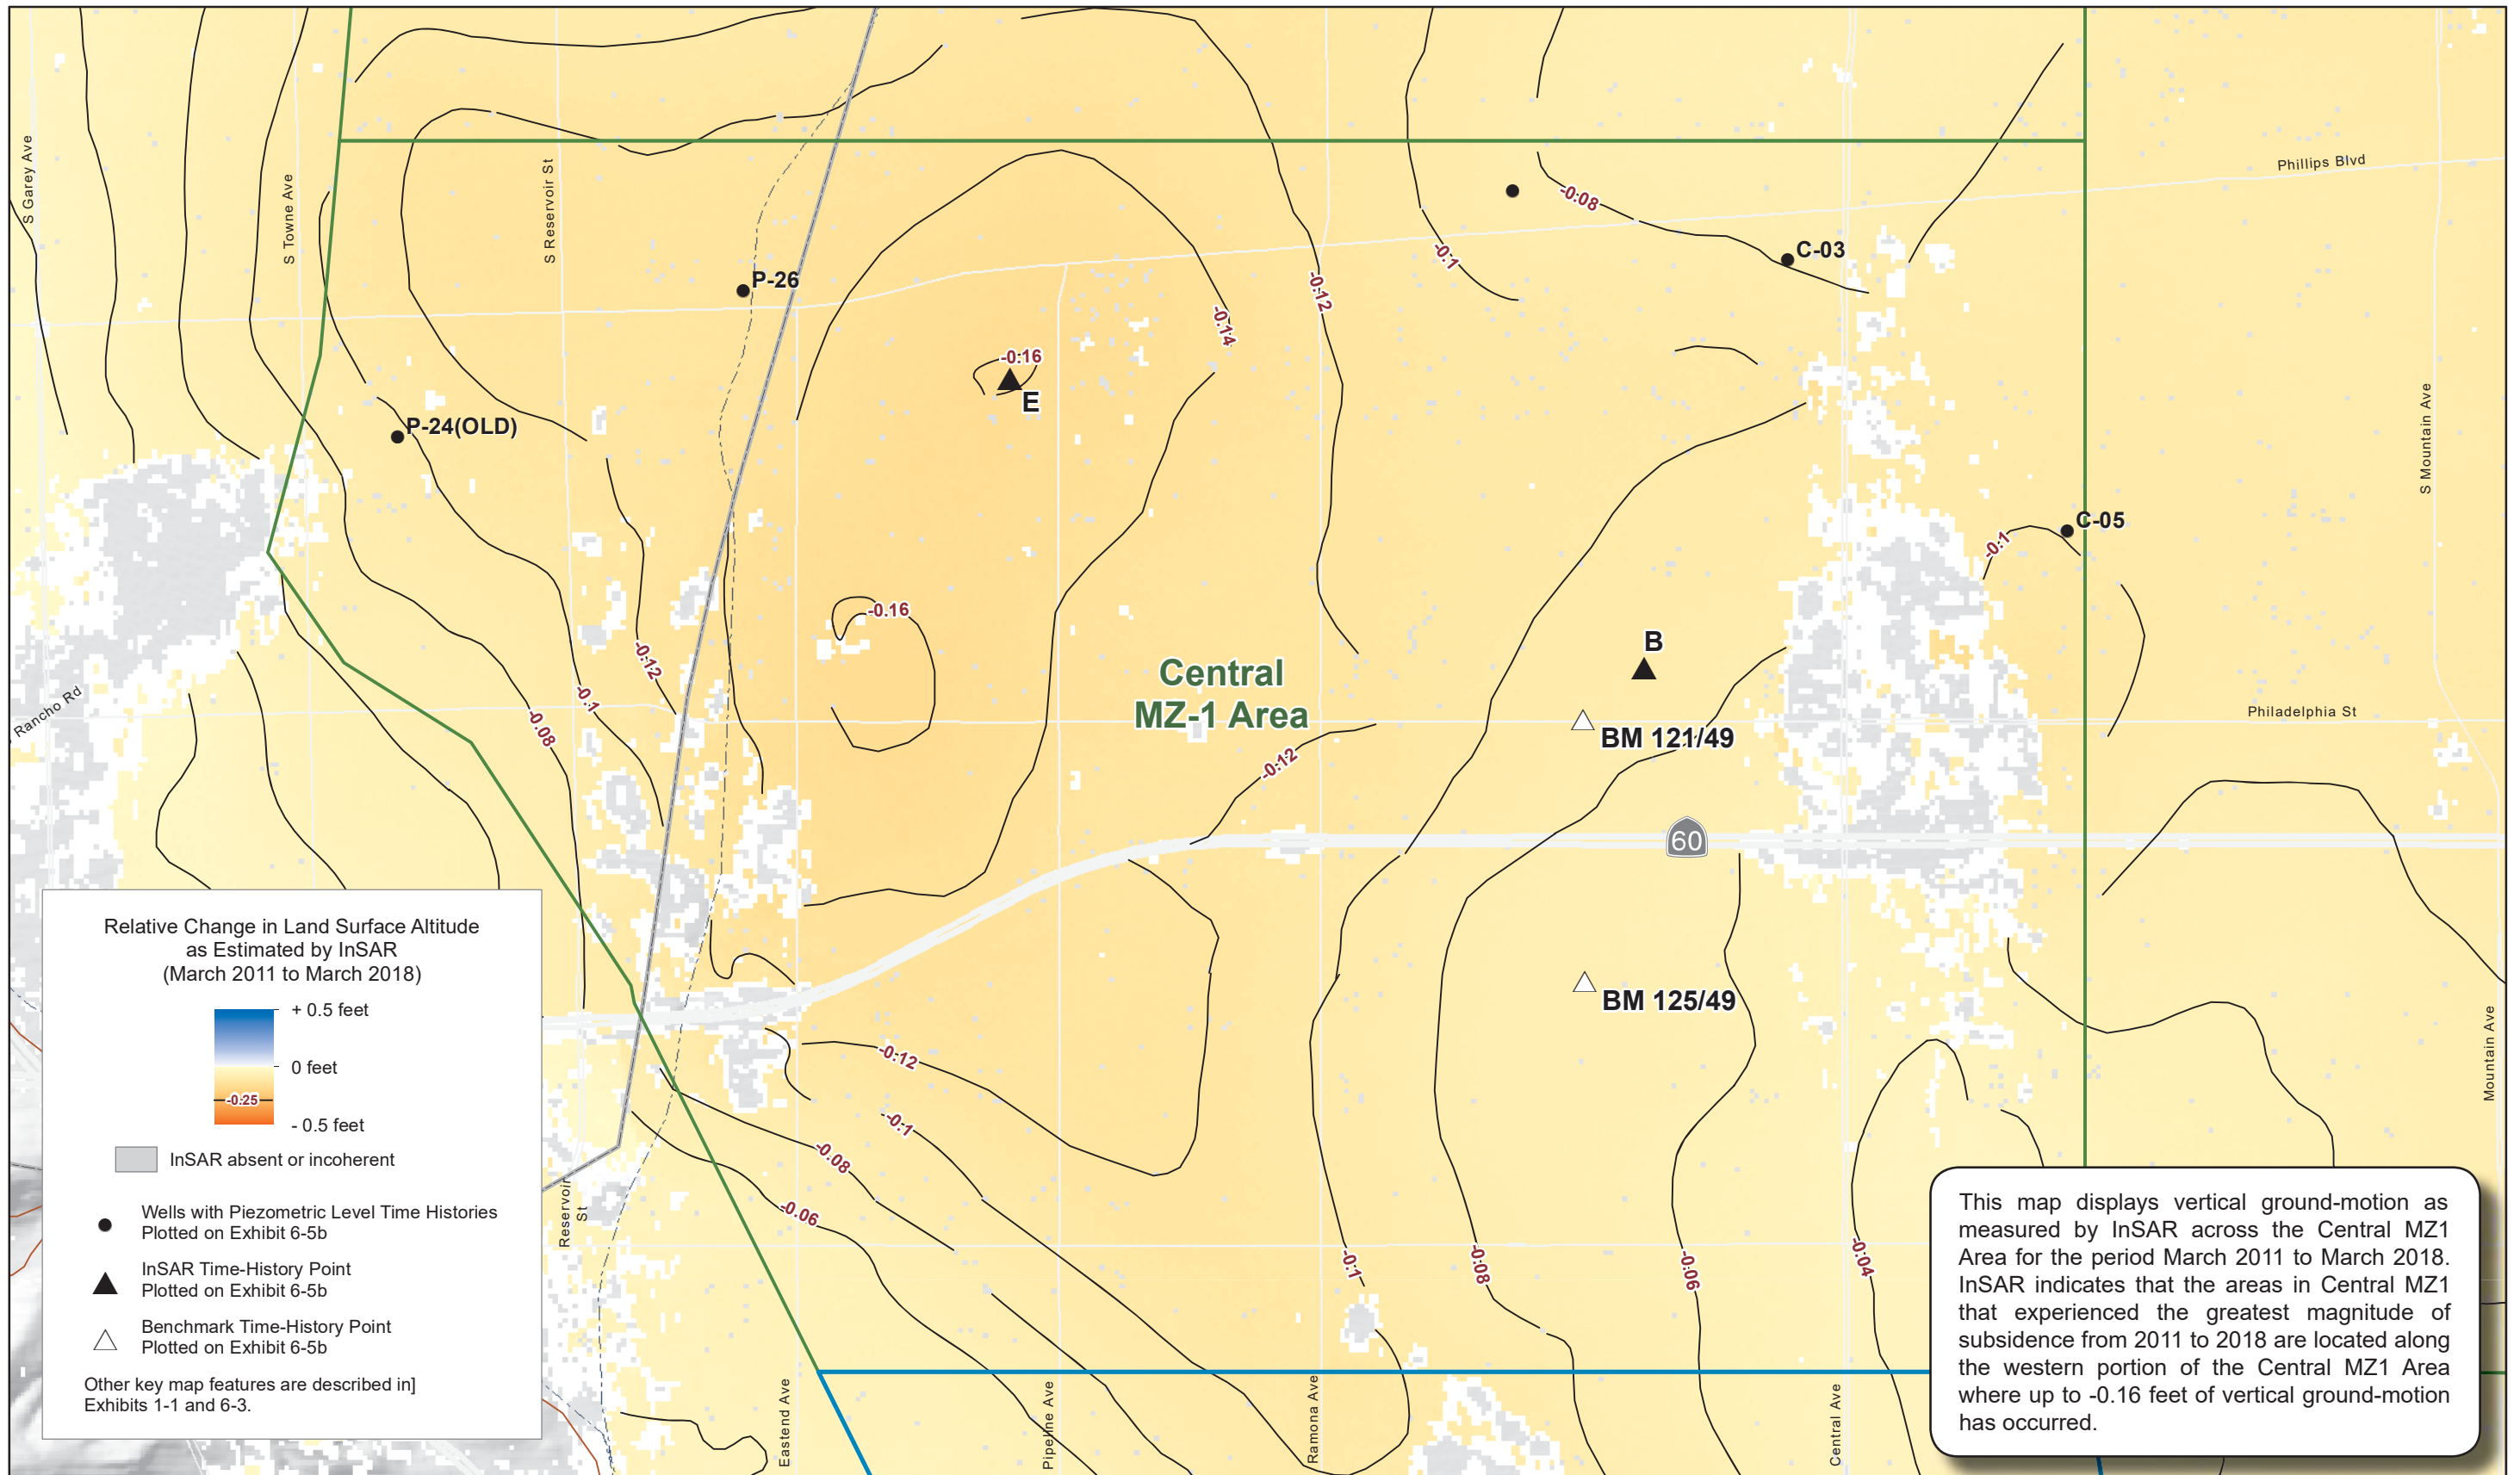 S Garey Ave
S Towne Ave
S Reservoir St
Phillips Blvd
-0.08
-0.1
C-03
P-26
-0.12
-0.14
-0.16
E
S Mountain Ave
P-24(OLD)
C-05
-0.1
-0.16
B
-0.12
Central
MZ-1 Area
Rancho Rd
-0.1
-0.08
Philadelphia St
BM 121/49
-0.12
60
BM 125/49
Mountain Ave
-0.12
-0.1
-0.08
-0.06
Reservoir
St
-0.1
-0.08
-0.06
-0.04
Eastend Ave
Pipeline Ave
Ramona Ave
Central Ave
Relative Change in Land Surface Altitude
as Estimated by InSAR
(March 2011 to March 2018)
+ 0.5 feet
0 feet
-0.25
- 0.5 feet
InSAR absent or incoherent
Wells with Piezometric Level Time Histories
Plotted on Exhibit 6-5b
InSAR Time-History Point
Plotted on Exhibit 6-5b
Benchmark Time-History Point
Plotted on Exhibit 6-5b
Other key map features are described in]
Exhibits 1-1 and 6-3.
This map displays vertical ground-motion as
measured by InSAR across the Central MZ1
Area for the period March 2011 to March 2018.
InSAR indicates that the areas in Central MZ1
that experienced the greatest magnitude of
subsidence from 2011 to 2018 are located along
the western portion of the Central MZ1 Area
where up to -0.16 feet of vertical ground-motion
has occurred.